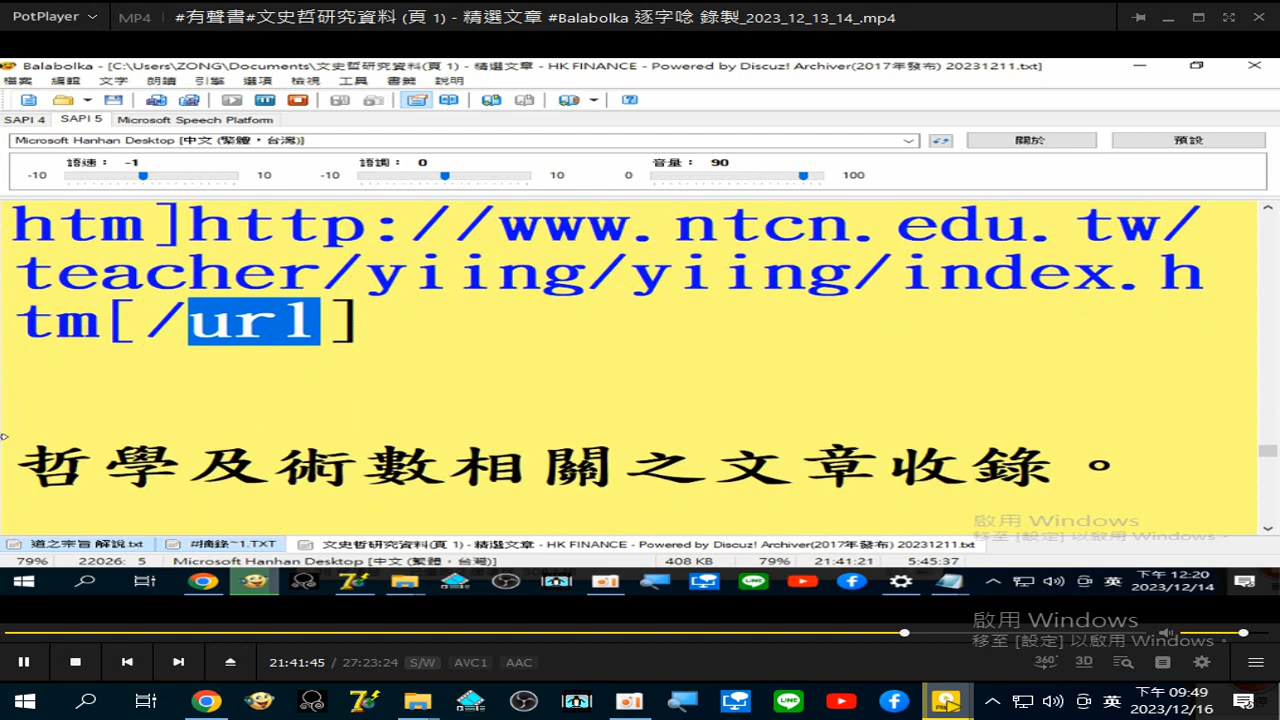 PotPlayer MP4 #有聲書#文史哲研究資料 (頁 1) - 精選文章 #Balabolka 逐字唸 錄製_2023_12_13_14_.mp4
Balabolka - [C:\Users\ZONG\Documents\文史哲研究資料(頁 1) - 精選文章 - HK FINANCE - Powered by Discuz! Archiver(2017年發布) 20231211.txt]
檔案 編輯 文字 朗讀 引擎 選項 檢視 工具 書籤 說明
SAPI 4 SAPI 5 Microsoft Speech Platform
Microsoft Hanhan Desktop [中文 (繁體，台灣)] 關於 預設
語速： -1 語調： 0 音量： 90
-10 10 -10 10 0 100
htm]http://www.ntcn.edu.tw/
teacher/yiing/yiing/index.h
tm[/url]
哲學及術數相關之文章收錄。
啟用 Windows
移至 [設定] 以啟用 Windows。
道之宗旨 解說.txt #摘錄~1.TXT 文史哲研究資料(頁 1) - 精選文章 - HK FINANCE - Powered by Discuz! Archiver(2017年發布) 20231211.txt
79% 22026: 5 Microsoft Hanhan Desktop [中文 (繁體，台灣)] 408 KB 79% 21:41:21 5:45:37
英 下午 12:20
2023/12/14
啟用 Windows
移至 [設定] 以啟用 Windows。
21:41:45 / 27:23:24 S/W AVC1 AAC 360° 3D
英 下午 09:49
2023/12/16